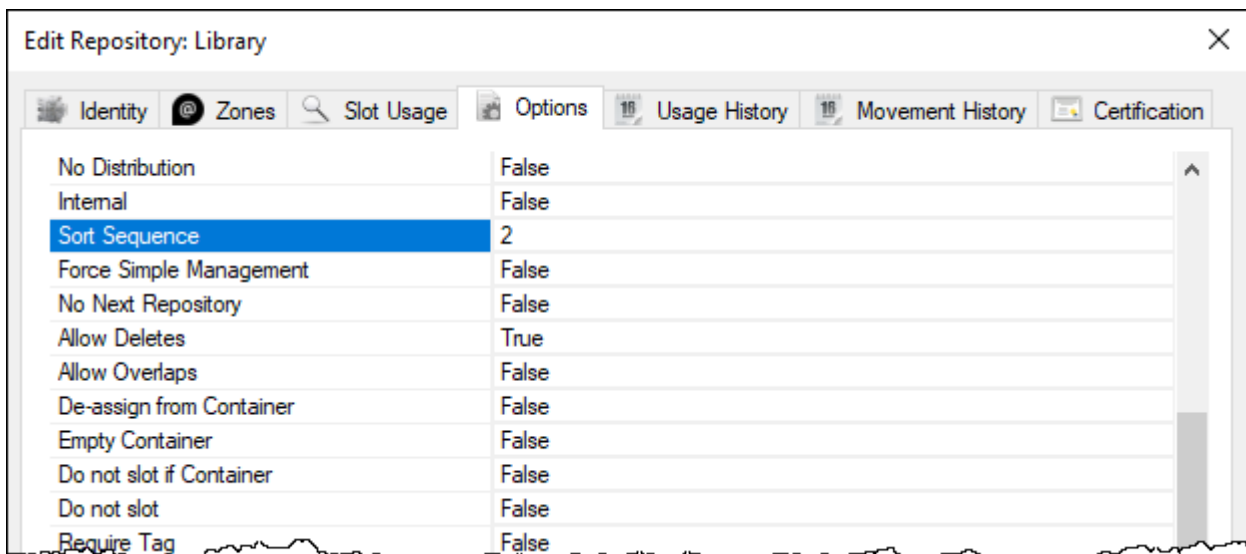 Edit Repository: Library
Identity Zones Slot Usage Options 16 Usage History 16 Movement History Certification
No Distribution False
Internal False
Sort Sequence 2
Force Simple Management False
No Next Repository False
Allow Deletes True
Allow Overlaps False
De-assign from Container False
Empty Container False
Do not slot if Container False
Do not slot False
Require Tag False